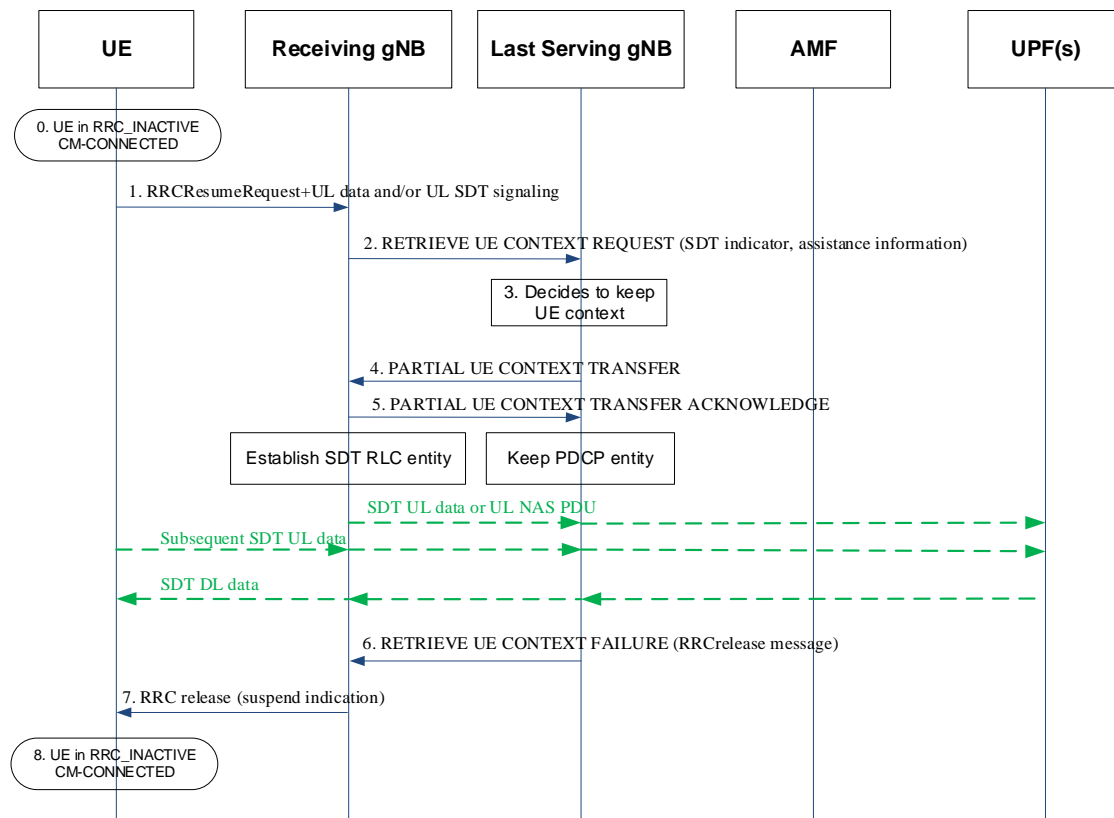 UE
Receiving gNB
Last Serving gNB
AMF
UPF(s)
0. UE in RRC_INACTIVE
CM-CONNECTED
1. RRCResumeRequest+UL data and/or UL SDT signaling
2. RETRIEVE UE CONTEXT REQUEST (SDT indicator, assistance information)
3. Decides to keep
UE context
4. PARTIAL UE CONTEXT TRANSFER
5. PARTIAL UE CONTEXT TRANSFER ACKNOWLEDGE
Establish SDT RLC entity
Keep PDCP entity
SDT UL data or UL NAS PDU
Subsequent SDT UL data
SDT DL data
6. RETRIEVE UE CONTEXT FAILURE (RRCrelease message)
7. RRC release (suspend indication)
8. UE in RRC_INACTIVE
CM-CONNECTED